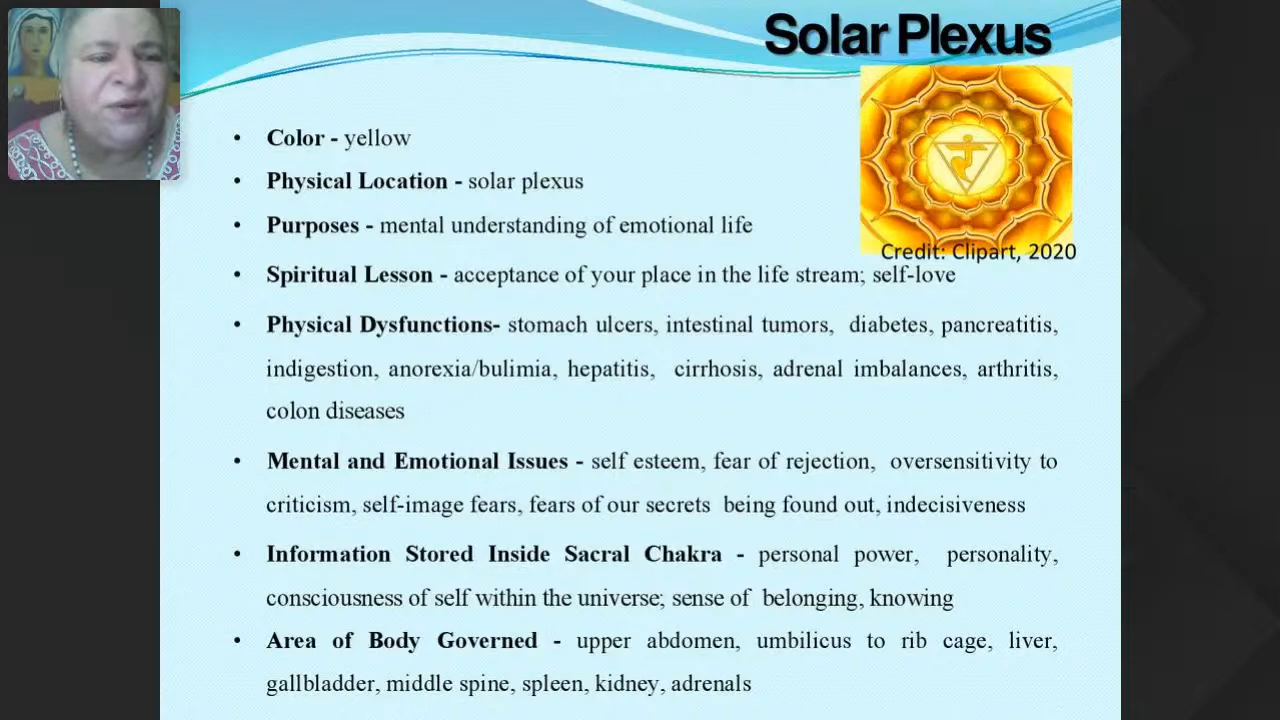 Solar Plexus
• Color - yellow
• Physical Location - solar plexus
• Purposes - mental understanding of emotional life
Credit: Clipart, 2020
• Spiritual Lesson - acceptance of your place in the life stream; self-love
• Physical Dysfunctions- stomach ulcers, intestinal tumors, diabetes, pancreatitis,
indigestion, anorexia/bulimia, hepatitis, cirrhosis, adrenal imbalances, arthritis,
colon diseases
• Mental and Emotional Issues - self esteem, fear of rejection, oversensitivity to
criticism, self-image fears, fears of our secrets being found out, indecisiveness
• Information Stored Inside Sacral Chakra - personal power, personality,
consciousness of self within the universe; sense of belonging, knowing
• Area of Body Governed - upper abdomen, umbilicus to rib cage, liver,
gallbladder, middle spine, spleen, kidney, adrenals